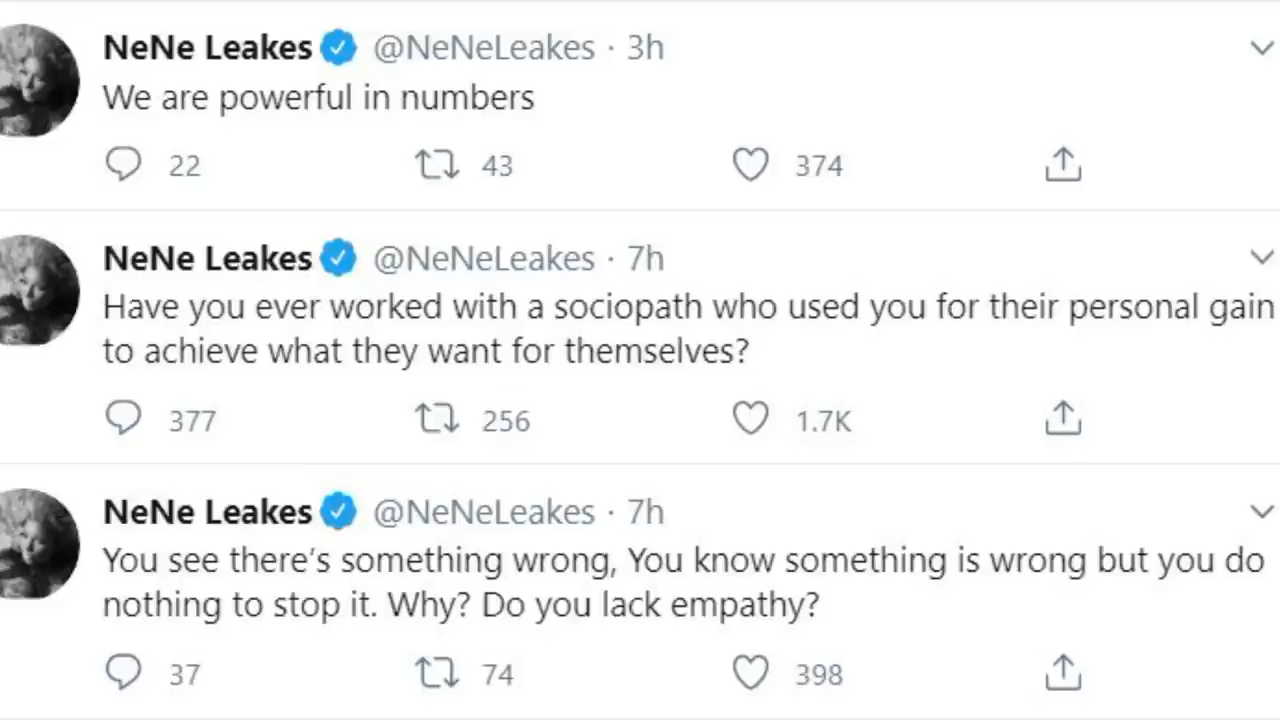 NeNe Leakes @NeNeLeakes · 3h
We are powerful in numbers
22 43 374
NeNe Leakes @NeNeLeakes · 7h
Have you ever worked with a sociopath who used you for their personal gain
to achieve what they want for themselves?
377 256 1.7K
NeNe Leakes @NeNeLeakes · 7h
You see there's something wrong, You know something is wrong but you do
nothing to stop it. Why? Do you lack empathy?
37 74 398